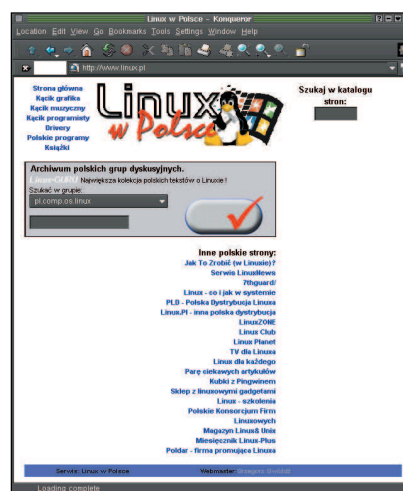 Linux w Polsce - Konqueror
Location Edit View Go Bookmarks Tools Settings Window Help
http://www.linux.pl
Strona główna
Kącik grafika
Kącik muzyczny
Kącik programisty
Drivery
Polskie programy
Książki
Linux
w Polsce
Szukaj w katalogu
stron:
Archiwum polskich grup dyskusyjnych.
Linux-GURU Największa kolekcja polskich tekstów o Linuxie!
Szukać w grupie:
pl.comp.os.linux
Inne polskie strony:
Jak To Zrobić (w Linuxie)?
Serwis LinuxNews
7thguard/
Linux - co i jak w systemie
PLD - Polska Dystrybucja Linuxa
Linux.Pl - inna polska dystrybucja
LinuxZONE
Linux Club
Linux Planet
TV dla Linuxa
Linux dla każdego
Parę ciekawych artykułów
Kubki z Pingwinem
Sklep z linuxowymi gadgetami
Linux - szkolenia
Polskie Konsorcjum Firm
Linuxowych
Magazyn Linux& Unix
Miesięcznik Linux-Plus
Poldar - firma promująca Linuxa
Serwis: Linux w Polsce Webmaster:
Loading complete